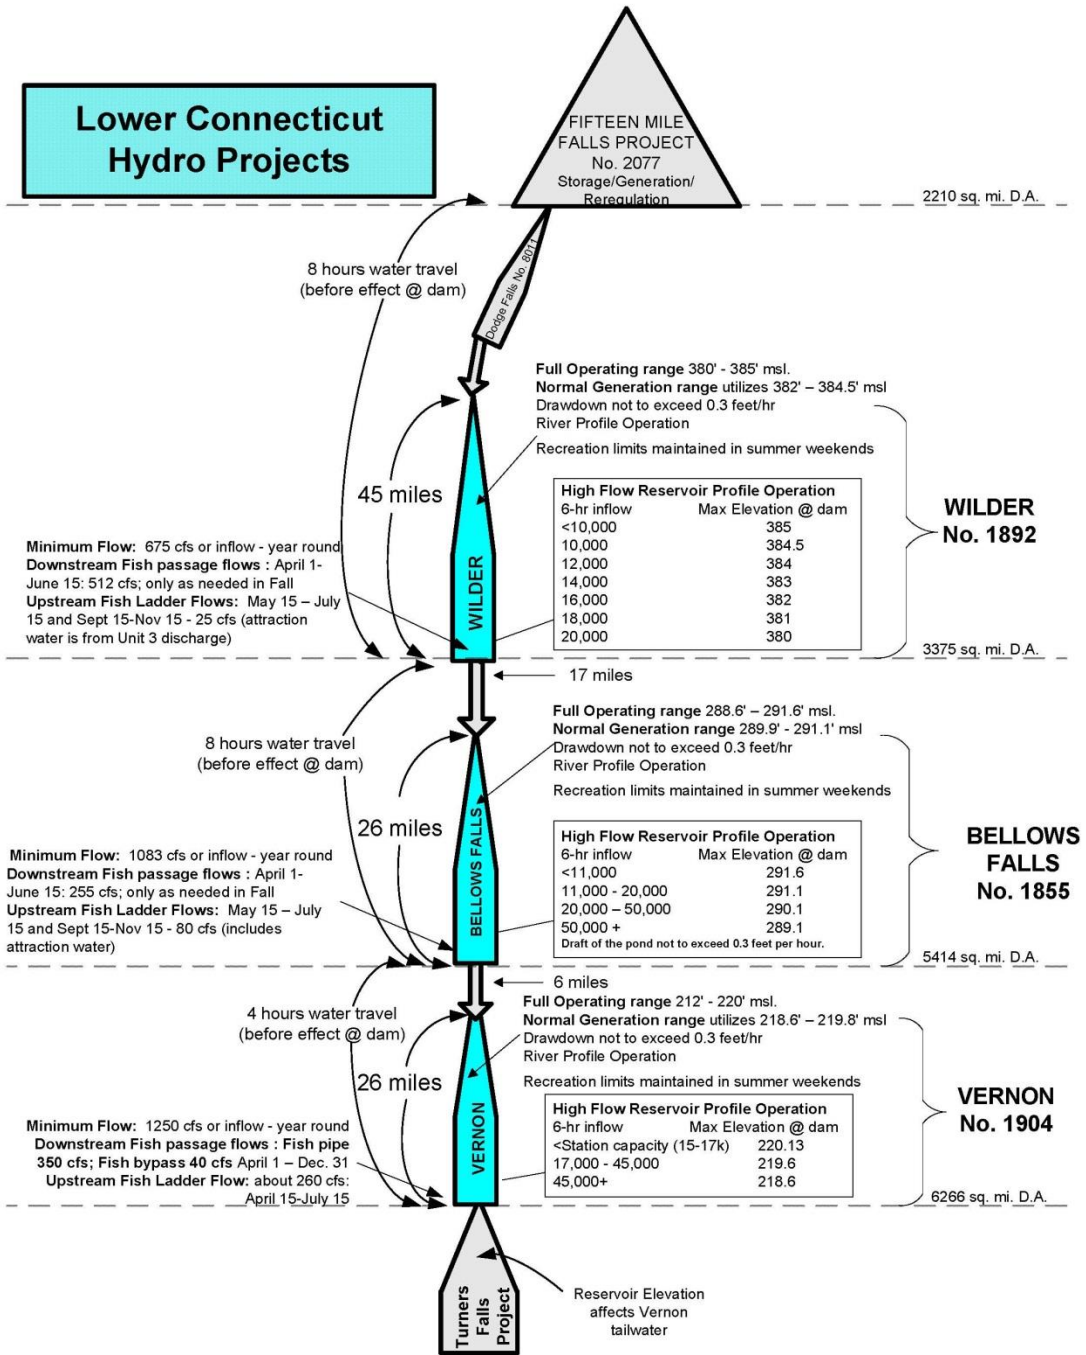 Lower Connecticut
Hydro Projects
FIFTEEN MILE
FALLS PROJECT
No. 2077
Storage/Generation/
Reregulation
2210 sq. mi. D.A.
8 hours water travel
(before effect @ dam)
Dodge Falls No. 8011
Full Operating range 380' - 385' msl.
Normal Generation range utilizes 382' – 384.5' msl
Drawdown not to exceed 0.3 feet/hr
River Profile Operation
Recreation limits maintained in summer weekends
45 miles
High Flow Reservoir Profile Operation
6-hr inflow Max Elevation @ dam
<10,000 385
10,000 384.5
12,000 384
14,000 383
16,000 382
18,000 381
20,000 380
WILDER
No. 1892
Minimum Flow: 675 cfs or inflow - year round
Downstream Fish passage flows : April 1-
June 15: 512 cfs; only as needed in Fall
Upstream Fish Ladder Flows: May 15 – July
15 and Sept 15-Nov 15 - 25 cfs (attraction
water is from Unit 3 discharge)
WILDER
3375 sq. mi. D.A.
17 miles
8 hours water travel
(before effect @ dam)
Full Operating range 288.6' – 291.6' msl.
Normal Generation range 289.9' - 291.1' msl
Drawdown not to exceed 0.3 feet/hr
River Profile Operation
Recreation limits maintained in summer weekends
26 miles
BELLOWS FALLS
High Flow Reservoir Profile Operation
6-hr inflow Max Elevation @ dam
<11,000 291.6
11,000 - 20,000 291.1
20,000 – 50,000 290.1
50,000 + 289.1
Draft of the pond not to exceed 0.3 feet per hour.
BELLOWS
FALLS
No. 1855
Minimum Flow: 1083 cfs or inflow - year round
Downstream Fish passage flows : April 1-
June 15: 255 cfs; only as needed in Fall
Upstream Fish Ladder Flows: May 15 – July
15 and Sept 15-Nov 15 - 80 cfs (includes
attraction water)
5414 sq. mi. D.A.
6 miles
4 hours water travel
(before effect @ dam)
Full Operating range 212' - 220' msl.
Normal Generation range utilizes 218.6' – 219.8' msl
Drawdown not to exceed 0.3 feet/hr
River Profile Operation
Recreation limits maintained in summer weekends
26 miles
VERNON
High Flow Reservoir Profile Operation
6-hr inflow Max Elevation @ dam
<Station capacity (15-17k) 220.13
17,000 - 45,000 219.6
45,000+ 218.6
VERNON
No. 1904
Minimum Flow: 1250 cfs or inflow - year round
Downstream Fish passage flows : Fish pipe
350 cfs; Fish bypass 40 cfs April 1 – Dec. 31
Upstream Fish Ladder Flow: about 260 cfs:
April 15-July 15
6266 sq. mi. D.A.
Turners
Falls
Project
Reservoir Elevation
affects Vernon
tailwater